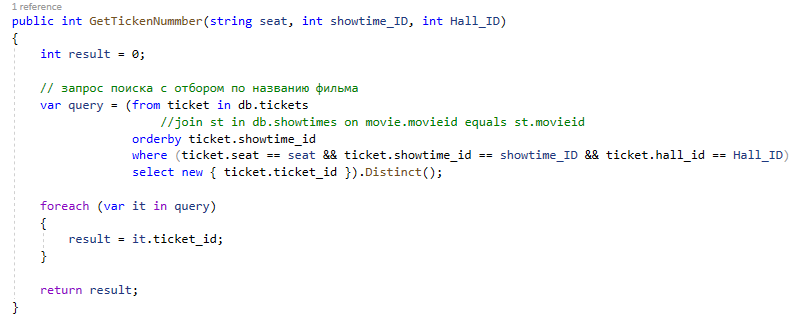 1 reference
public int GetTickenNummber(string seat, int showtime_ID, int Hall_ID)
{
int result = 0;
// запрос поиска с отбором по названию фильма
var query = (from ticket in db.tickets
//join st in db.showtimes on movie.movieid equals st.movieid
orderby ticket.showtime_id
where (ticket.seat == seat && ticket.showtime_id == showtime_ID && ticket.hall_id == Hall_ID)
select new { ticket.ticket_id }).Distinct();
foreach (var it in query)
{
result = it.ticket_id;
}
return result;
}